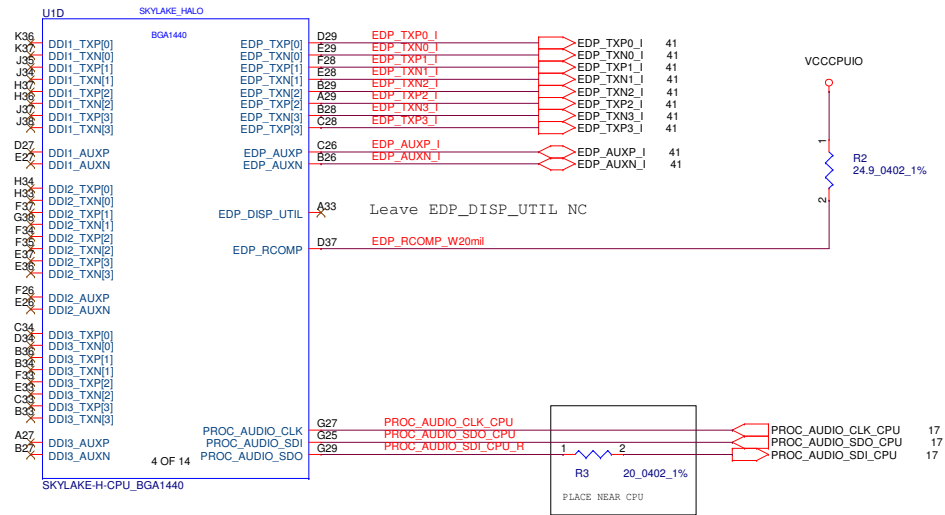 U1D
SKYLAKE_HALO
BGA1440
K36 DDI1_TXP[0] EDP_TXP[0] D29 EDP_TXP0_I EDP_TXP0_I 41
K37 DDI1_TXN[0] EDP_TXN[0] E29 EDP_TXN0_I EDP_TXN0_I 41
J35 DDI1_TXP[1] EDP_TXP[1] F28 EDP_TXP1_I EDP_TXP1_I 41
J34 DDI1_TXN[1] EDP_TXN[1] E28 EDP_TXN1_I EDP_TXN1_I 41
H37 DDI1_TXP[2] EDP_TXN[2] B29 EDP_TXN2_I EDP_TXN2_I 41
H36 DDI1_TXN[2] EDP_TXP[2] A29 EDP_TXP2_I EDP_TXP2_I 41
J37 DDI1_TXP[3] EDP_TXN[3] B28 EDP_TXN3_I EDP_TXN3_I 41
J38 DDI1_TXN[3] EDP_TXP[3] C28 EDP_TXP3_I EDP_TXP3_I 41
D27 DDI1_AUXP EDP_AUXP C26 EDP_AUXP_I EDP_AUXP_I 41
E27 DDI1_AUXN EDP_AUXN B26 EDP_AUXN_I EDP_AUXN_I 41
VCCCPUIO
1
R2
24.9_0402_1%
2
H34 DDI2_TXP[0]
H33 DDI2_TXN[0]
F37 DDI2_TXP[1] EDP_DISP_UTIL A33 Leave EDP_DISP_UTIL NC
G38 DDI2_TXN[1]
F34 DDI2_TXP[2]
F35 DDI2_TXN[2] EDP_RCOMP D37 EDP_RCOMP_W20mil
E37 DDI2_TXP[3]
E36 DDI2_TXN[3]
F26 DDI2_AUXP
E26 DDI2_AUXN
C34 DDI3_TXP[0]
D34 DDI3_TXN[0]
B36 DDI3_TXP[1]
B34 DDI3_TXN[1]
F33 DDI3_TXP[2]
E33 DDI3_TXN[2]
C33 DDI3_TXP[3]
B33 DDI3_TXN[3]
PROC_AUDIO_CLK G27 PROC_AUDIO_CLK_CPU PROC_AUDIO_CLK_CPU 17
A27 DDI3_AUXP PROC_AUDIO_SDI G25 PROC_AUDIO_SDO_CPU PROC_AUDIO_SDO_CPU 17
B27 DDI3_AUXN PROC_AUDIO_SDO G29 PROC_AUDIO_SDI_CPU_R 1 2 PROC_AUDIO_SDI_CPU 17
4 OF 14
R3 20_0402_1%
PLACE NEAR CPU
SKYLAKE-H-CPU_BGA1440